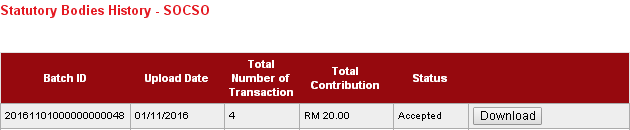 Statutory Bodies History - SOCSO
Batch ID Upload Date Total Number of Transaction Total Contribution Status
20161101000000000048 01/11/2016 4 RM 20.00 Accepted Download